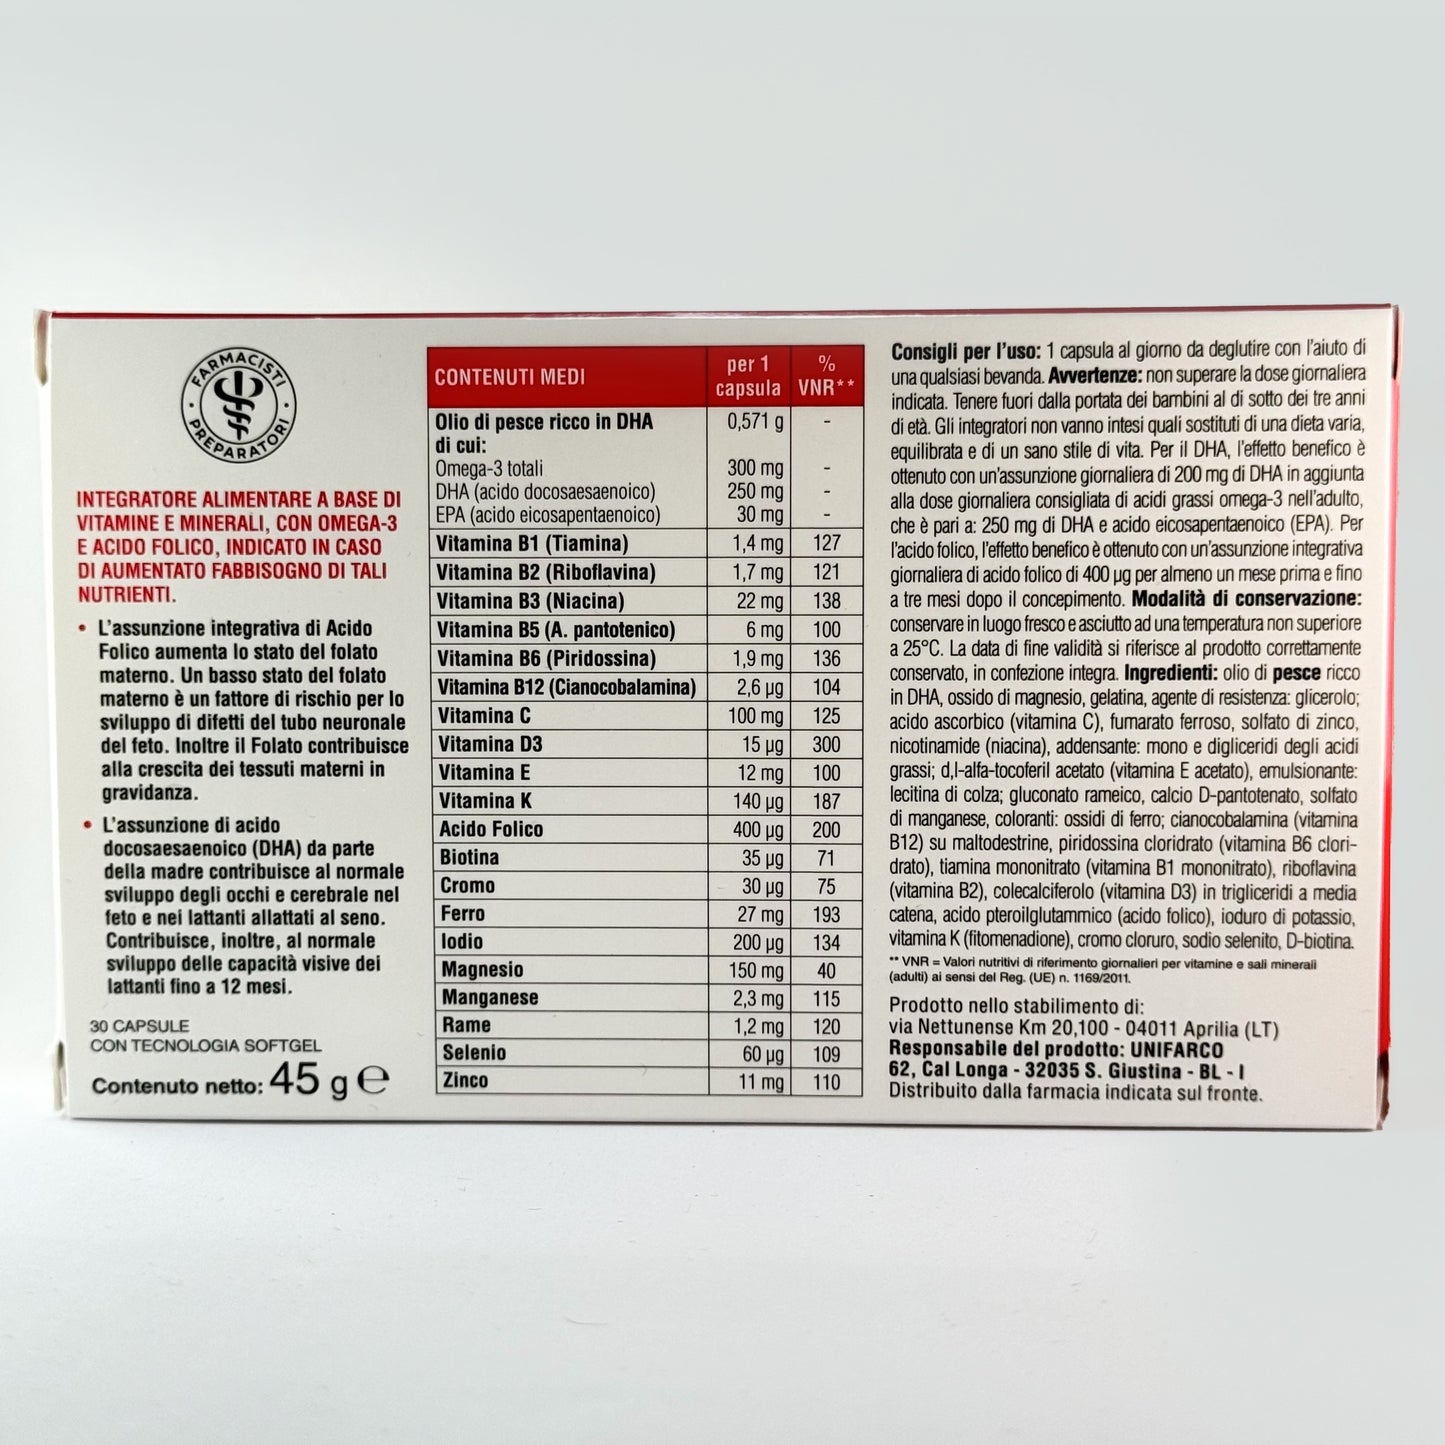 FARMACISTI
PREPARATORI
INTEGRATORE ALIMENTARE A BASE DI
VITAMINE E MINERALI, CON OMEGA-3
E ACIDO FOLICO, INDICATO IN CASO
DI AUMENTATO FABBISOGNO DI TALI
NUTRIENTI.
• L'assunzione integrativa di Acido
Folico aumenta lo stato del folato
materno. Un basso stato del folato
materno è un fattore di rischio per lo
sviluppo di difetti del tubo neuronale
del feto. Inoltre il Folato contribuisce
alla crescita dei tessuti materni in
gravidanza.
• L'assunzione di acido
docosaesaenoico (DHA) da parte
della madre contribuisce al normale
sviluppo degli occhi e cerebrale nel
feto e nei lattanti allattati al seno.
Contribuisce, inoltre, al normale
sviluppo delle capacità visive dei
lattanti fino a 12 mesi.
30 CAPSULE
CON TECNOLOGIA SOFTGEL
Contenuto netto: 45 g ℮
CONTENUTI MEDI per 1 capsula % VNR**
Olio di pesce ricco in DHA 0,571 g -
di cui:
Omega-3 totali 300 mg -
DHA (acido docosaesaenoico) 250 mg -
EPA (acido eicosapentaenoico) 30 mg -
Vitamina B1 (Tiamina) 1,4 mg 127
Vitamina B2 (Riboflavina) 1,7 mg 121
Vitamina B3 (Niacina) 22 mg 138
Vitamina B5 (A. pantotenico) 6 mg 100
Vitamina B6 (Piridossina) 1,9 mg 136
Vitamina B12 (Cianocobalamina) 2,6 µg 104
Vitamina C 100 mg 125
Vitamina D3 15 µg 300
Vitamina E 12 mg 100
Vitamina K 140 µg 187
Acido Folico 400 µg 200
Biotina 35 µg 71
Cromo 30 µg 75
Ferro 27 mg 193
Iodio 200 µg 134
Magnesio 150 mg 40
Manganese 2,3 mg 115
Rame 1,2 mg 120
Selenio 60 µg 109
Zinco 11 mg 110
Consigli per l'uso: 1 capsula al giorno da deglutire con l'aiuto di
una qualsiasi bevanda. Avvertenze: non superare la dose giornaliera
indicata. Tenere fuori dalla portata dei bambini al di sotto dei tre anni
di età. Gli integratori non vanno intesi quali sostituti di una dieta varia,
equilibrata e di un sano stile di vita. Per il DHA, l'effetto benefico è
ottenuto con un'assunzione giornaliera di 200 mg di DHA in aggiunta
alla dose giornaliera consigliata di acidi grassi omega-3 nell'adulto,
che è pari a: 250 mg di DHA e acido eicosapentaenoico (EPA). Per
l'acido folico, l'effetto benefico è ottenuto con un'assunzione integrativa
giornaliera di acido folico di 400 µg per almeno un mese prima e fino
a tre mesi dopo il concepimento. Modalità di conservazione:
conservare in luogo fresco e asciutto ad una temperatura non superiore
a 25°C. La data di fine validità si riferisce al prodotto correttamente
conservato, in confezione integra. Ingredienti: olio di pesce ricco
in DHA, ossido di magnesio, gelatina, agente di resistenza: glicerolo;
acido ascorbico (vitamina C), fumarato ferroso, solfato di zinco,
nicotinamide (niacina), addensante: mono e digliceridi degli acidi
grassi; d,l-alfa-tocoferil acetato (vitamina E acetato), emulsionante:
lecitina di colza; gluconato rameico, calcio D-pantotenato, solfato
di manganese, coloranti: ossidi di ferro; cianocobalamina (vitamina
B12) su maltodestrine, piridossina cloridrato (vitamina B6 clori-
drato), tiamina mononitrato (vitamina B1 mononitrato), riboflavina
(vitamina B2), colecalciferolo (vitamina D3) in trigliceridi a media
catena, acido pteroilglutammico (acido folico), ioduro di potassio,
vitamina K (fitomenadione), cromo cloruro, sodio selenito, D-biotina.
** VNR = Valori nutritivi di riferimento giornalieri per vitamine e sali minerali
(adulti) ai sensi del Reg. (UE) n. 1169/2011.
Prodotto nello stabilimento di:
via Nettunense Km 20,100 - 04011 Aprilia (LT)
Responsabile del prodotto: UNIFARCO
62, Cal Longa - 32035 S. Giustina - BL - I
Distribuito dalla farmacia indicata sul fronte.